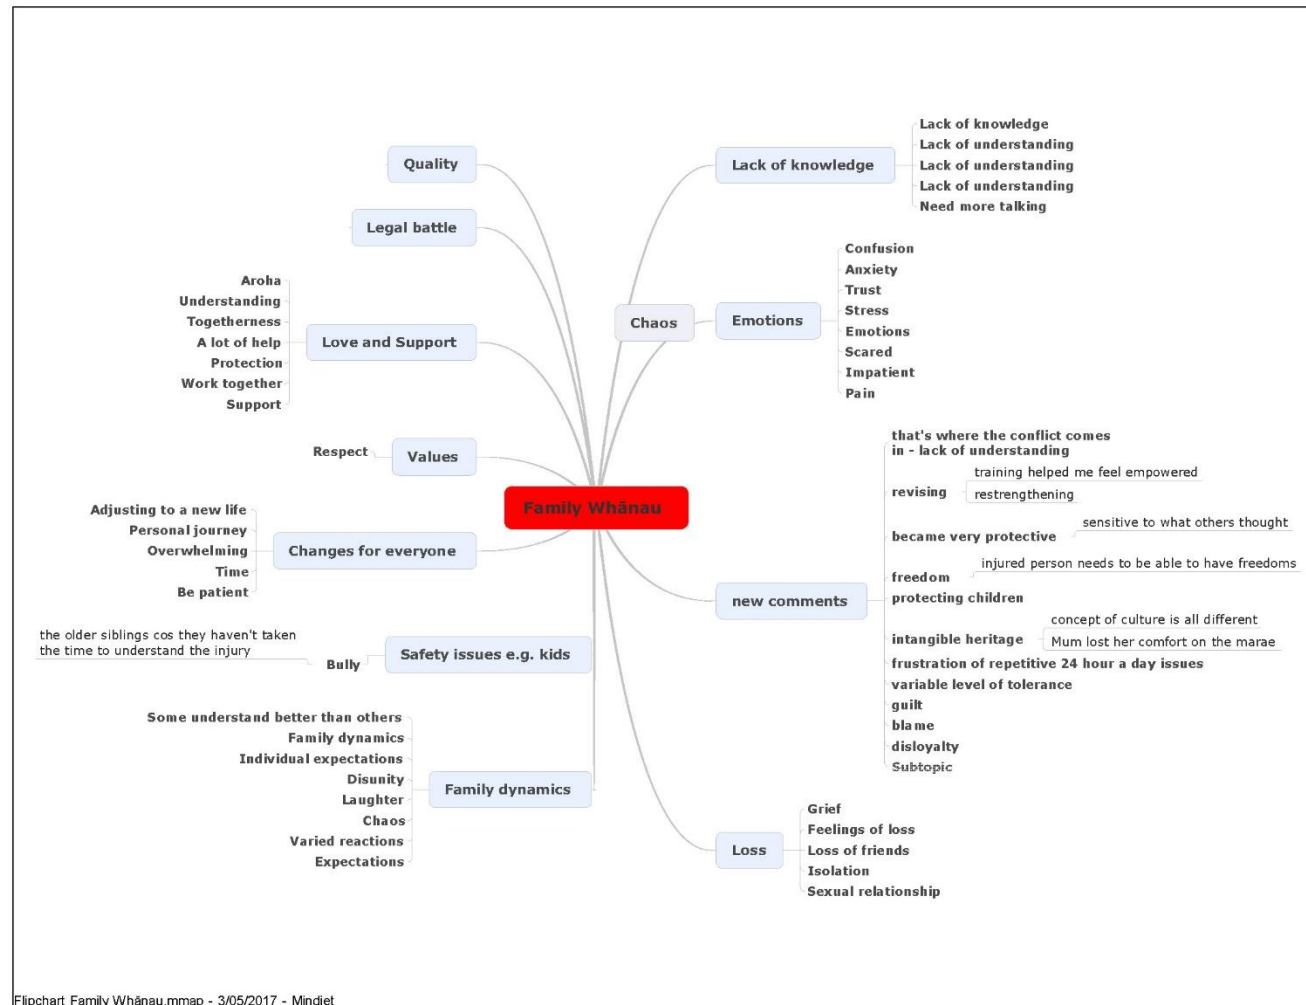 Family Whānau
Lack of knowledge
Lack of knowledge
Lack of understanding
Lack of understanding
Lack of understanding
Need more talking
Chaos
Emotions
Confusion
Anxiety
Trust
Stress
Emotions
Scared
Impatient
Pain
new comments
that's where the conflict comes
in - lack of understanding
revising
training helped me feel empowered
restrengthening
became very protective
sensitive to what others thought
freedom
injured person needs to be able to have freedoms
protecting children
intangible heritage
concept of culture is all different
Mum lost her comfort on the marae
frustration of repetitive 24 hour a day issues
variable level of tolerance
guilt
blame
disloyalty
Subtopic
Loss
Grief
Feelings of loss
Loss of friends
Isolation
Sexual relationship
Quality
Legal battle
Love and Support
Aroha
Understanding
Togetherness
A lot of help
Protection
Work together
Support
Values
Respect
Changes for everyone
Adjusting to a new life
Personal journey
Overwhelming
Time
Be patient
Safety issues e.g. kids
Bully
the older siblings cos they haven't taken
the time to understand the injury
Family dynamics
Some understand better than others
Family dynamics
Individual expectations
Disunity
Laughter
Chaos
Varied reactions
Expectations
Flipchart Family Whānau.mmap - 3/05/2017 - Mindjet